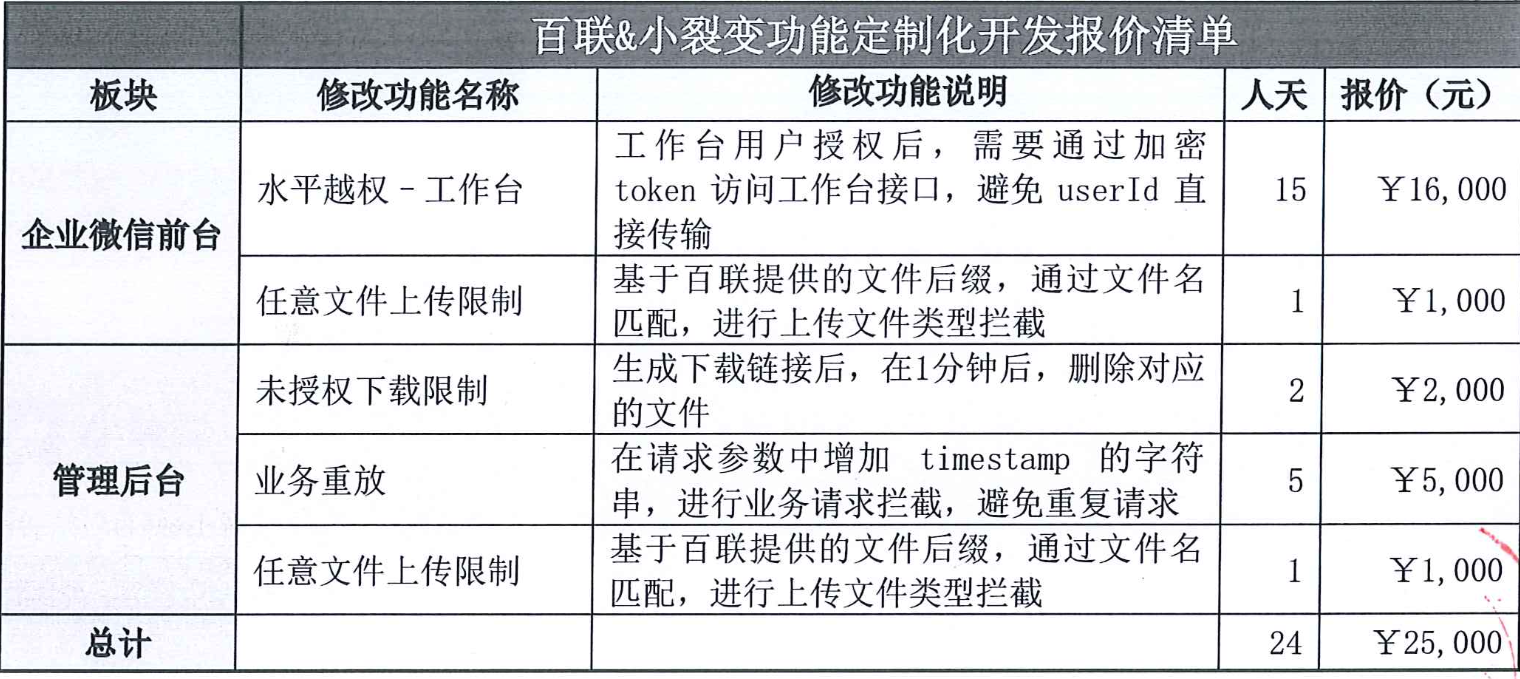 百联&小裂变功能定制化开发报价清单
板块 修改功能名称 修改功能说明 人天 报价（元）
企业微信前台
水平越权－工作台
工作台用户授权后，需要通过加密
token 访问工作台接口，避免 userId 直
接传输
15 ￥16,000
任意文件上传限制
基于百联提供的文件后缀，通过文件名
匹配，进行上传文件类型拦截
1 ￥1,000
管理后台
未授权下载限制
生成下载链接后，在1分钟后，删除对应
的文件
2 ￥2,000
业务重放
在请求参数中增加 timestamp 的字符
串，进行业务请求拦截，避免重复请求
5 ￥5,000
任意文件上传限制
基于百联提供的文件后缀，通过文件名
匹配，进行上传文件类型拦截
1 ￥1,000
总计 24 ￥25,000